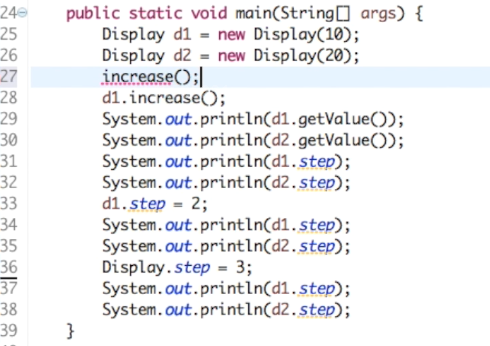 24 public static void main(String[] args) {
25 Display d1 = new Display(10);
26 Display d2 = new Display(20);
27 increase();
28 d1.increase();
29 System.out.println(d1.getValue());
30 System.out.println(d2.getValue());
31 System.out.println(d1.step);
32 System.out.println(d2.step);
33 d1.step = 2;
34 System.out.println(d1.step);
35 System.out.println(d2.step);
36 Display.step = 3;
37 System.out.println(d1.step);
38 System.out.println(d2.step);
39 }